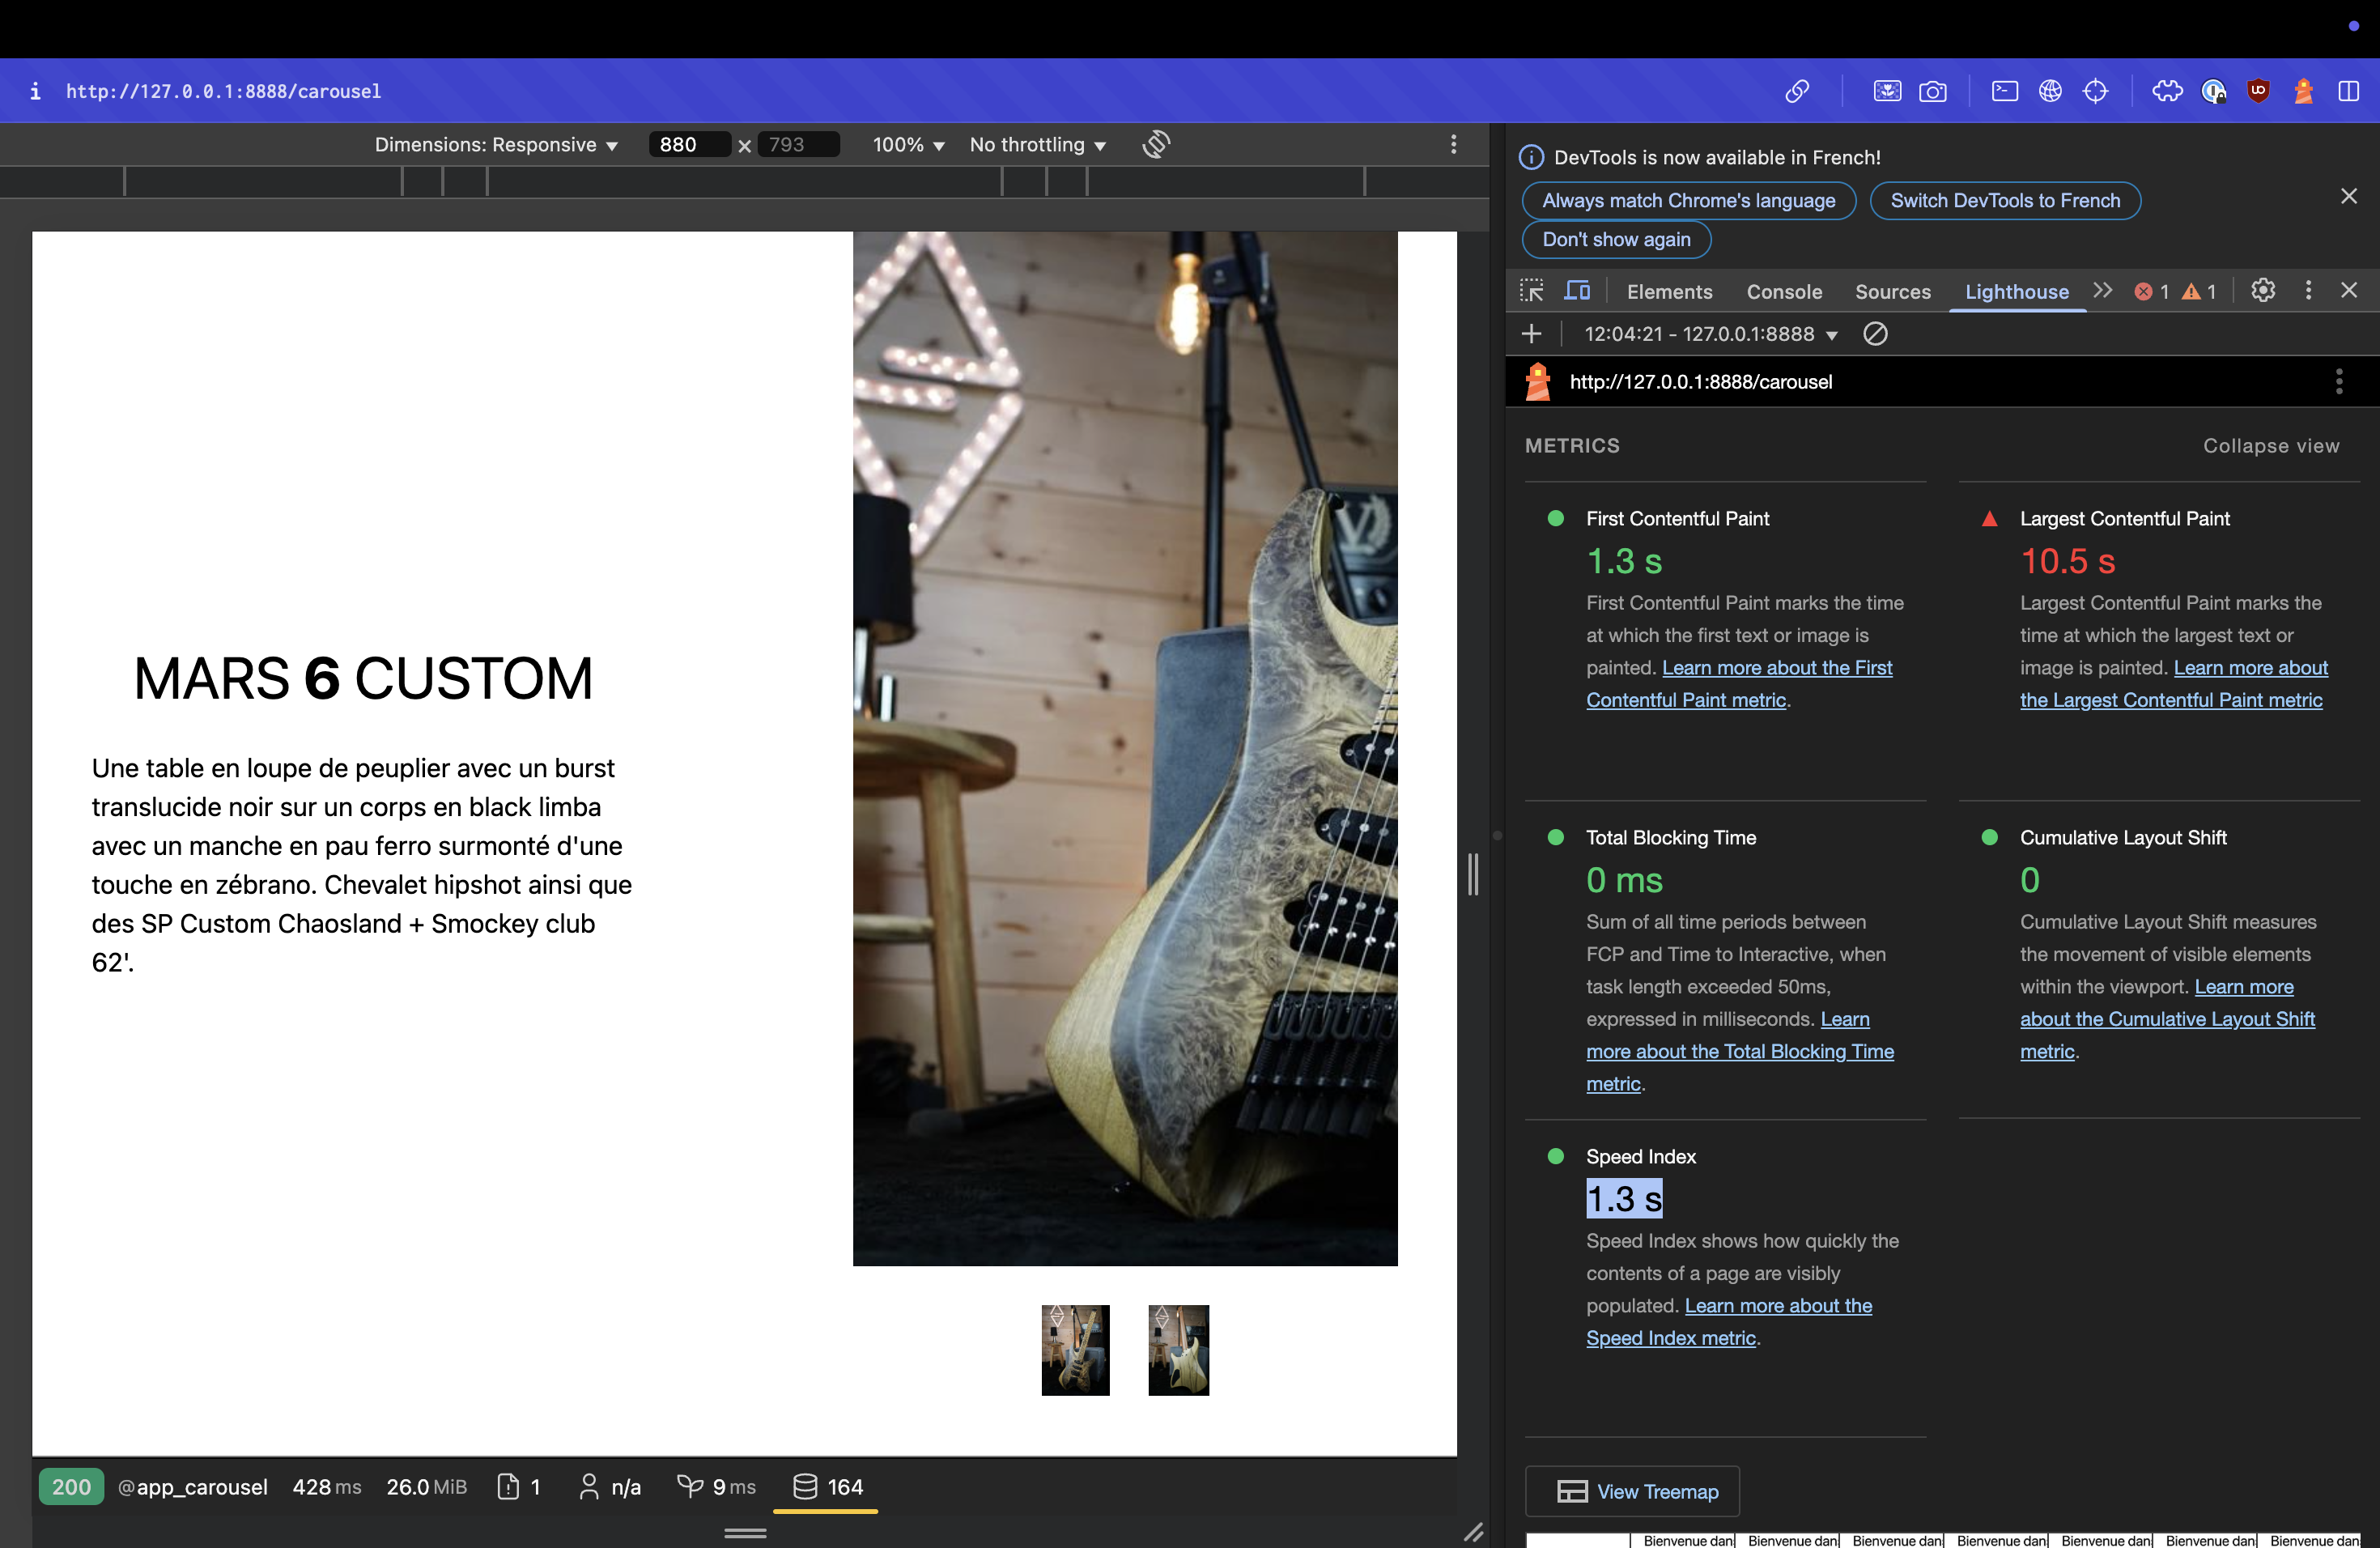 http://127.0.0.1:8888/carousel
Dimensions: Responsive 880 × 793 100% No throttling
MARS 6 CUSTOM
Une table en loupe de peuplier avec un burst
translucide noir sur un corps en black limba
avec un manche en pau ferro surmonté d'une
touche en zébrano. Chevalet hipshot ainsi que
des SP Custom Chaosland + Smockey club
62'.
200 @app_carousel 428 ms 26.0 MiB 1 n/a 9 ms 164
DevTools is now available in French!
Always match Chrome's language
Switch DevTools to French
Don't show again
Elements Console Sources Lighthouse 1 1
12:04:21 - 127.0.0.1:8888
http://127.0.0.1:8888/carousel
METRICS
Collapse view
First Contentful Paint
1.3 s
First Contentful Paint marks the time
at which the first text or image is
painted. Learn more about the First
Contentful Paint metric.
Largest Contentful Paint
10.5 s
Largest Contentful Paint marks the
time at which the largest text or
image is painted. Learn more about
the Largest Contentful Paint metric
Total Blocking Time
0 ms
Sum of all time periods between
FCP and Time to Interactive, when
task length exceeded 50ms,
expressed in milliseconds. Learn
more about the Total Blocking Time
metric.
Cumulative Layout Shift
0
Cumulative Layout Shift measures
the movement of visible elements
within the viewport. Learn more
about the Cumulative Layout Shift
metric.
Speed Index
1.3 s
Speed Index shows how quickly the
contents of a page are visibly
populated. Learn more about the
Speed Index metric.
View Treemap
Bienvenue dan Bienvenue dan Bienvenue dan Bienvenue dan Bienvenue dan Bienvenue dan Bienvenue dan